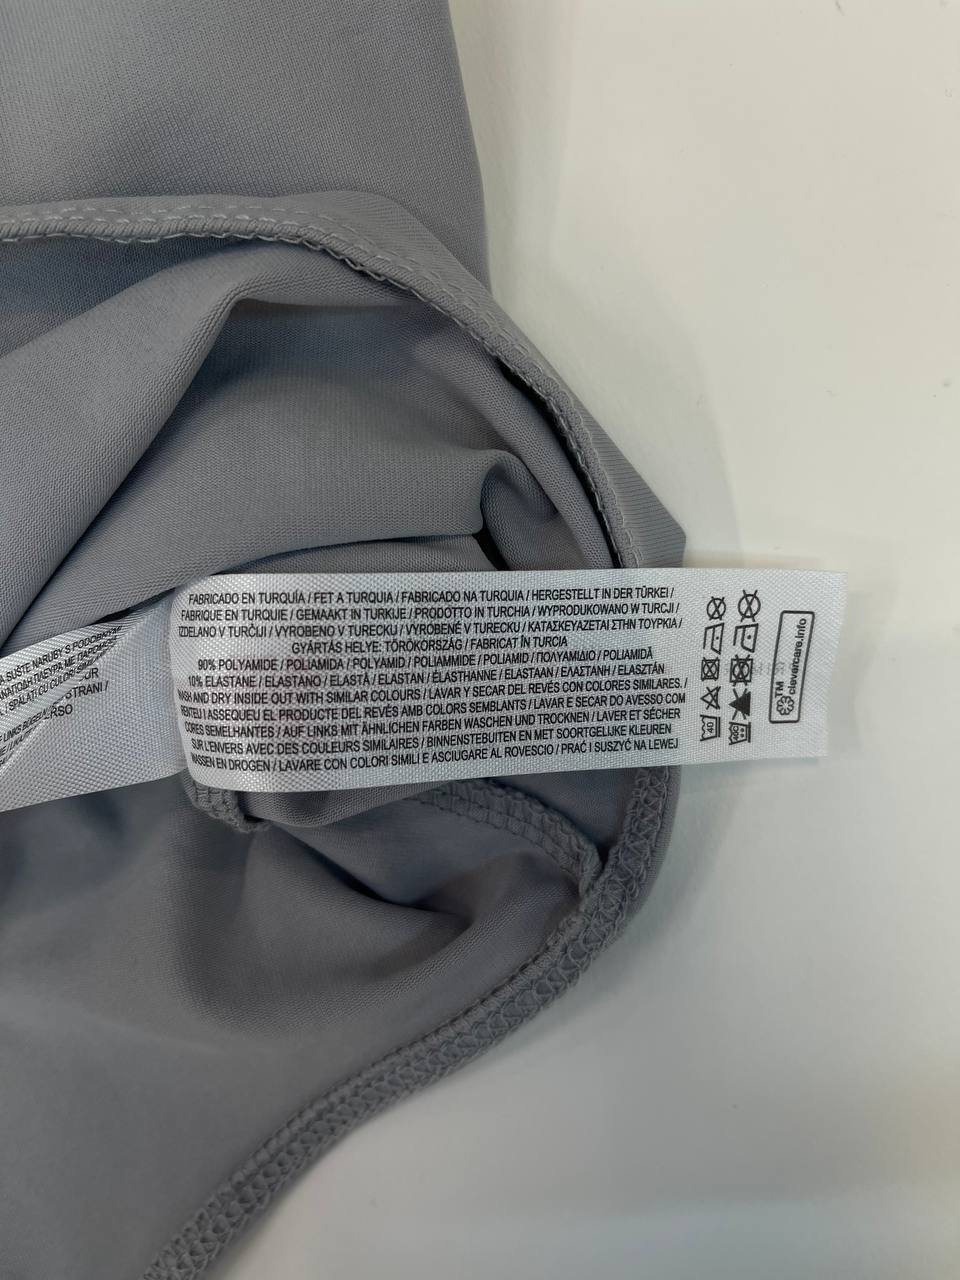 FABRICADO EN TURQUÍA / FET A TURQUIA / FABRICADO NA TURQUIA / HERGESTELLT IN DER TÜRKEI /
FABRIQUE EN TURQUIE / GEMAAKT IN TURKIJE / PRODOTTO IN TURCHIA / WYPRODUKOWANO W TURCJI /
IZDELANO V TURČIJI / VYROBENO V TURECKU / VYROBENÉ V TURECKU / ΚΑΤΑΣΚΕΥΑΖΕΤΑΙ ΣΤΗΝ ΤΟΥΡΚΙΑ /
GYÁRTÁS HELYE: TÖRÖKORSZÁG / FABRICAT ÎN TURCIA
90% POLYAMIDE / POLIAMIDA / POLYAMID / POLIAMMIDE / POLIAMID / ΠΟΛΥΑΜΙΔΙΟ / POLIAMIDĂ
10% ELASTANE / ELASTANO / ELASTÀ / ELASTAN / ÉLASTHANNE / ELASTAAN / ΕΛΑΣΤΑΝΗ / ELASZTÁN
WASH AND DRY INSIDE OUT WITH SIMILAR COLOURS / LAVAR Y SECAR DEL REVÉS CON COLORES SIMILARES. /
RENTEU I ASSEQUEU EL PRODUCTE DEL REVÉS AMB COLORS SEMBLANTS / LAVAR E SECAR DO AVESSO COM
CORES SEMELHANTES / AUF LINKS MIT ÄHNLICHEN FARBEN WASCHEN UND TROCKNEN / LAVER ET SÉCHER
SUR L'ENVERS AVEC DES COULEURS SIMILAIRES / BINNENSTEBUITEN EN MET SOORTGELIJKE KLEUREN
WASSEN EN DROGEN / LAVARE CON COLORI SIMILI E ASCIUGARE AL ROVESCIO / PRAĆ I SUSZYĆ NA LEWEJ
40
TM
clevercare.info
SUŠTE NARUBY S PODOBNÝMI
STRANI /